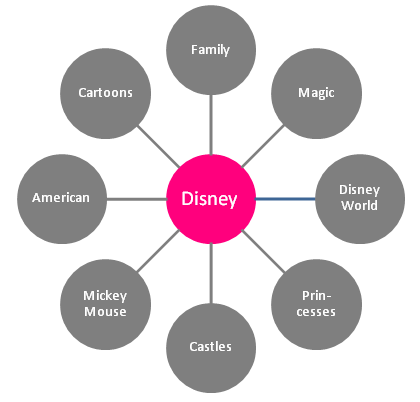 Family
Cartoons
Magic
American
Disney
Disney
World
Mickey
Mouse
Prin-
cesses
Castles